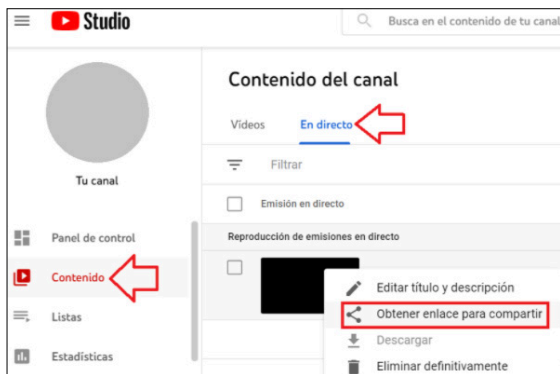 Studio
Busca en el contenido de tu canal
Contenido del canal
Vídeos
En directo
Filtrar
Tu canal
Emisión en directo
Panel de control
Reproducción de emisiones en directo
Contenido
Editar título y descripción
Obtener enlace para compartir
Listas
Descargar
Estadísticas
Eliminar definitivamente